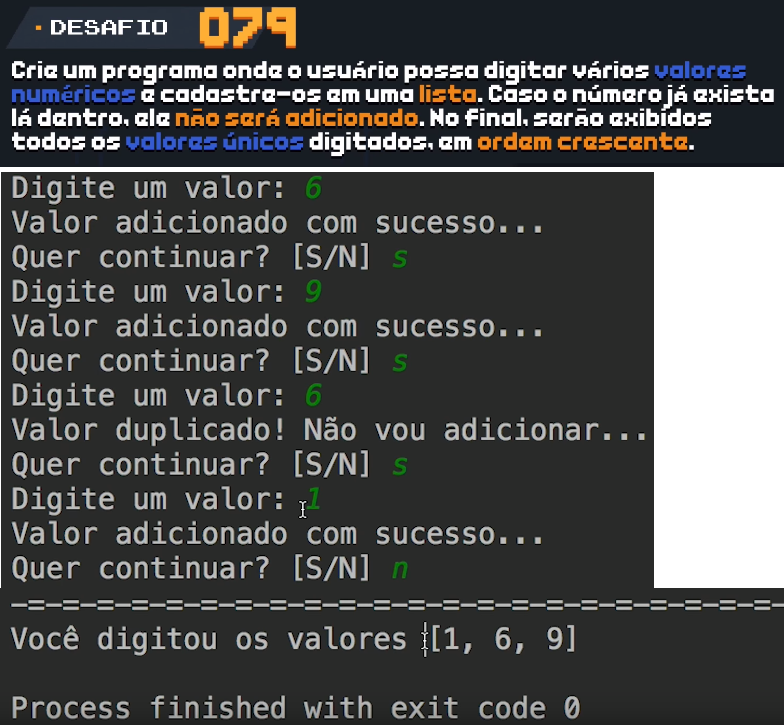 DESAFIO 079
Crie um programa onde o usuário possa digitar vários valores
numéricos e cadastre-os em uma lista. Caso o número já exista
lá dentro, ele não será adicionado. No final, serão exibidos
todos os valores únicos digitados, em ordem crescente.
Digite um valor: 6
Valor adicionado com sucesso...
Quer continuar? [S/N] s
Digite um valor: 9
Valor adicionado com sucesso...
Quer continuar? [S/N] s
Digite um valor: 6
Valor duplicado! Não vou adicionar...
Quer continuar? [S/N] s
Digite um valor: 1
Valor adicionado com sucesso...
Quer continuar? [S/N] n
-=-=-=-=-=-=-=-=-=-=-=-=-=-=-=-=-=-=-=-=-=-=
Você digitou os valores [1, 6, 9]
Process finished with exit code 0